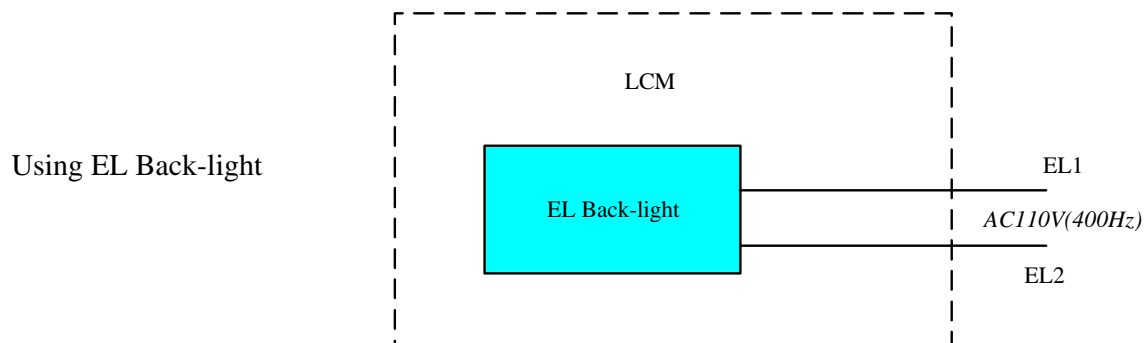 LCM
Using EL Back-light
EL Back-light
EL1
AC110V(400Hz)
EL2